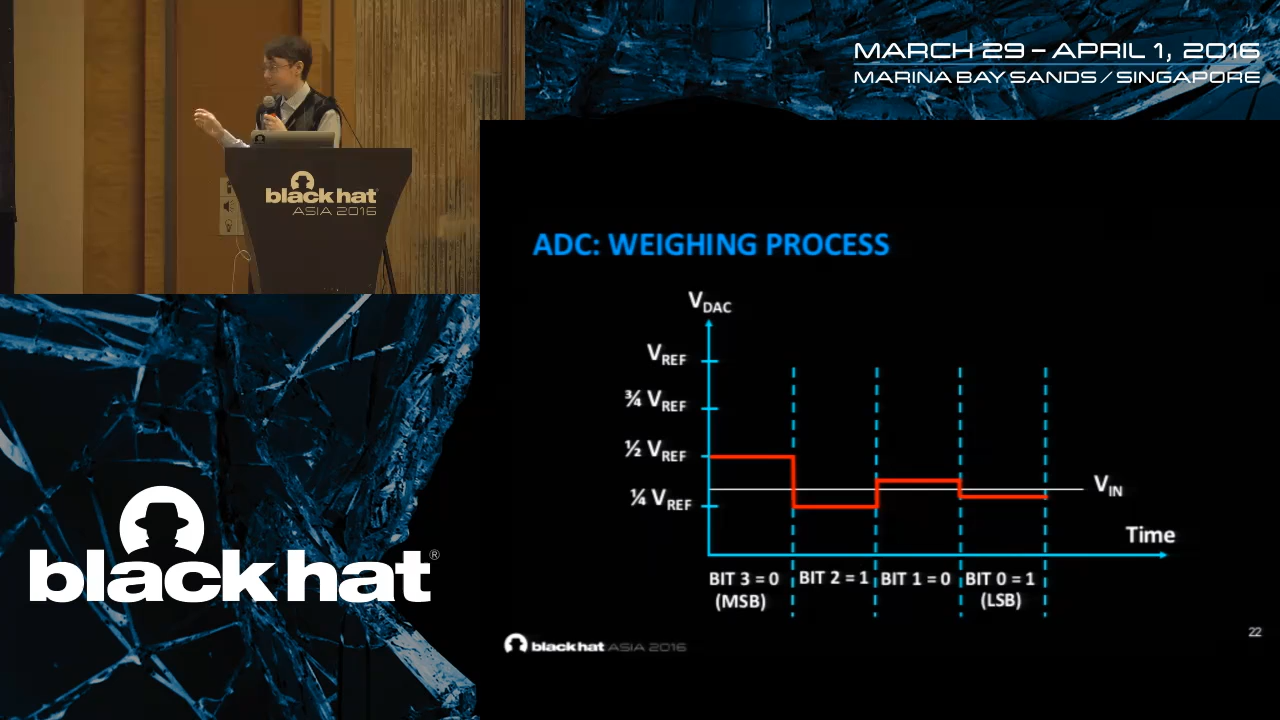 MARCH 29 – APRIL 1, 2016
MARINA BAY SANDS / SINGAPORE
black hat
ASIA 2016
ADC: WEIGHING PROCESS
VDAC
VREF
¾ VREF
½ VREF
¼ VREF
VIN
Time
BIT 3 = 0
(MSB)
BIT 2 = 1
BIT 1 = 0
BIT 0 = 1
(LSB)
black hat ASIA 2016
22
black hat®